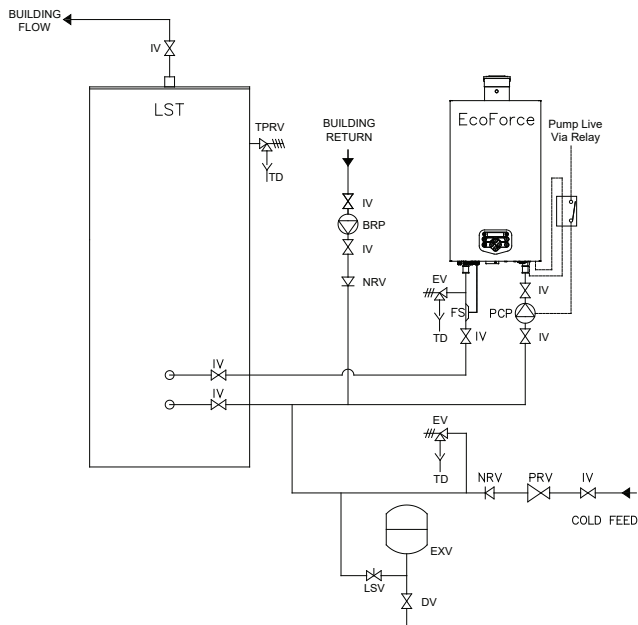 BUILDING
FLOW
IV
LST
TPRV
TD
BUILDING
RETURN
IV
BRP
IV
NRV
EcoForce
Pump Live
Via Relay
EV
TD
FS
IV
PCP
IV
IV
IV
IV
EV
TD
NRV
PRV
IV
COLD FEED
EXV
LSV
DV